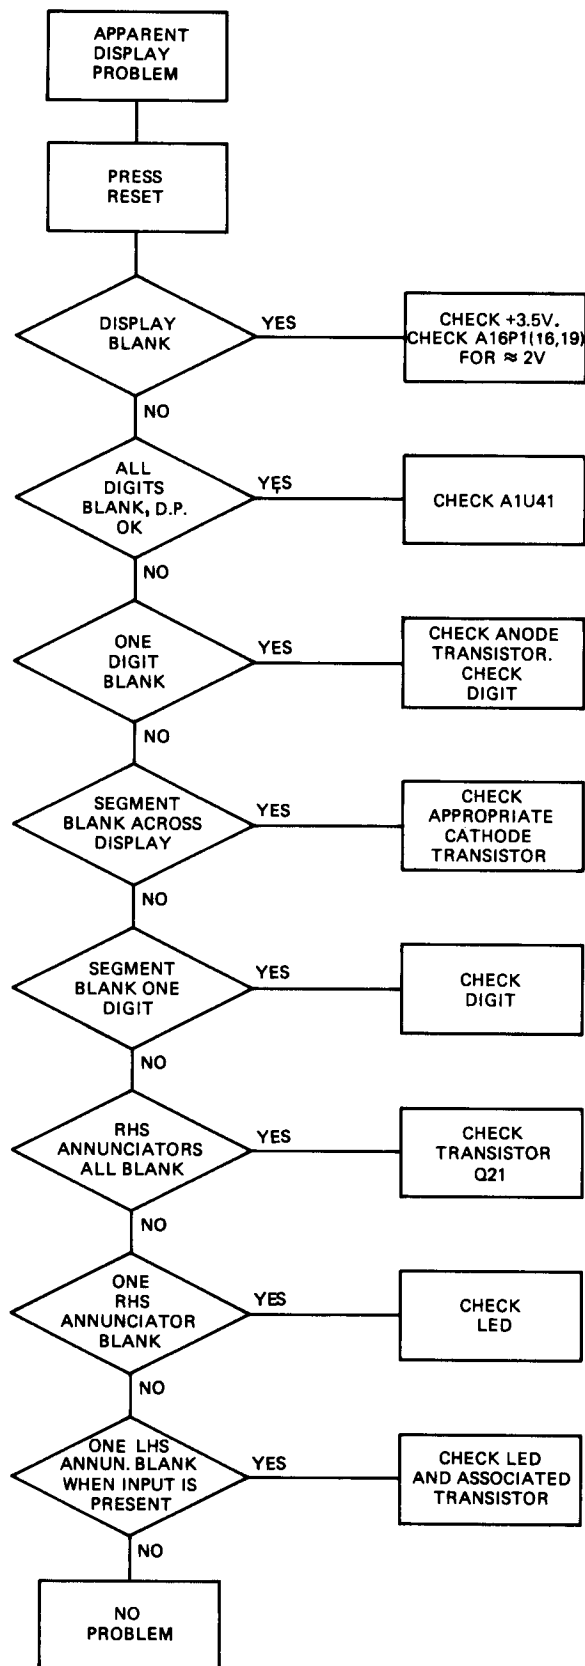 APPARENT
DISPLAY
PROBLEM
PRESS
RESET
DISPLAY
BLANK
YES
CHECK +3.5V.
CHECK A16P1(16,19)
FOR ≈ 2V
NO
ALL
DIGITS
BLANK, D.P.
OK
YES
CHECK A1U41
NO
ONE
DIGIT
BLANK
YES
CHECK ANODE
TRANSISTOR.
CHECK
DIGIT
NO
SEGMENT
BLANK ACROSS
DISPLAY
YES
CHECK
APPROPRIATE
CATHODE
TRANSISTOR
NO
SEGMENT
BLANK ONE
DIGIT
YES
CHECK
DIGIT
NO
RHS
ANNUNCIATORS
ALL BLANK
YES
CHECK
TRANSISTOR
Q21
NO
ONE
RHS
ANNUNCIATOR
BLANK
YES
CHECK
LED
NO
ONE LHS
ANNUN. BLANK
WHEN INPUT IS
PRESENT
YES
CHECK LED
AND ASSOCIATED
TRANSISTOR
NO
NO
PROBLEM